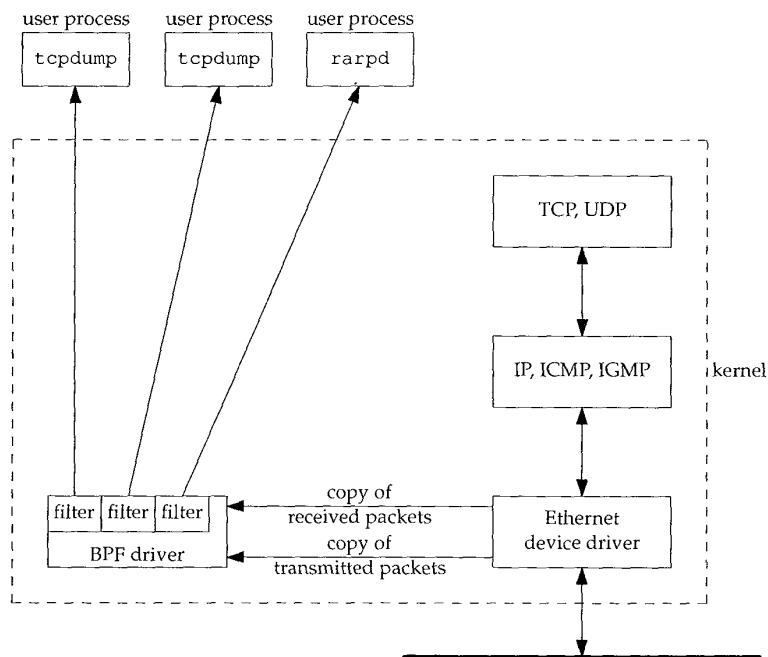 user process user process user process
tcpdump tcpdump rarpd
TCP, UDP
IP, ICMP, IGMP
kernel
copy of
received packets
filter filter filter
BPF driver
copy of
transmitted packets
Ethernet
device driver